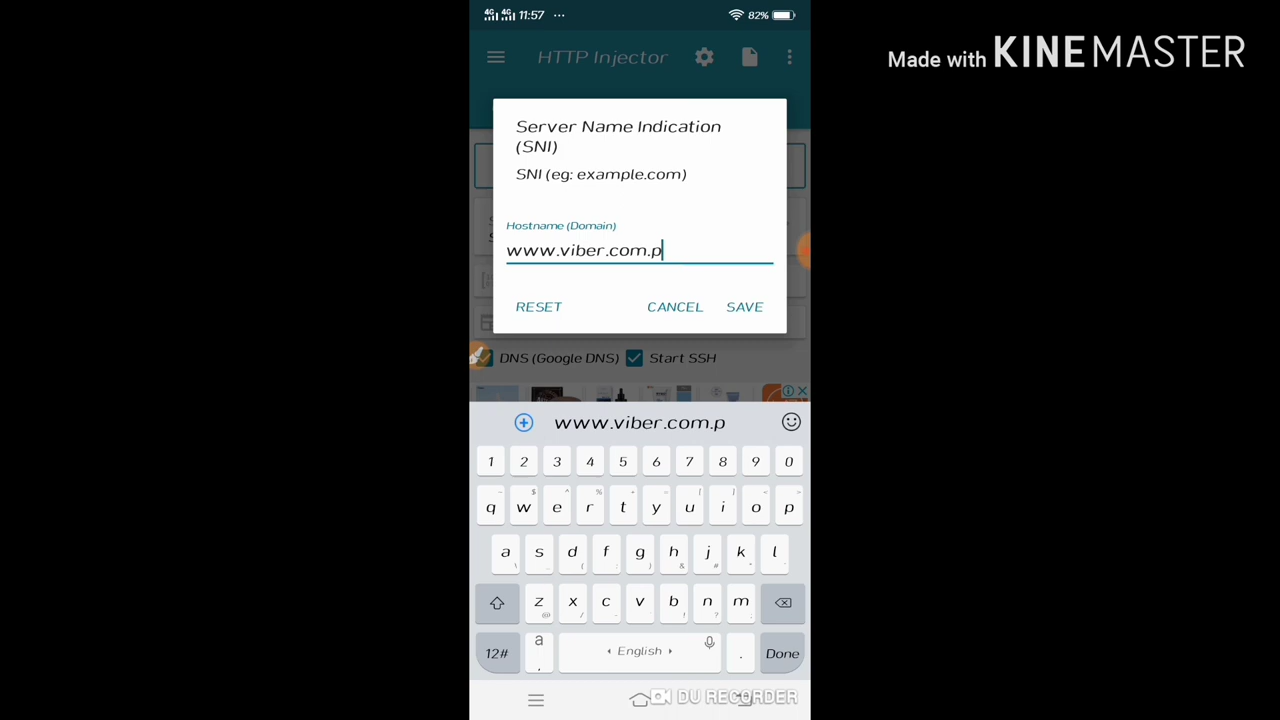 4G 4G 11:57 ... 82%
HTTP Injector
Made with KINEMASTER
Server Name Indication
(SNI)
SNI (eg: example.com)
Hostname (Domain)
www.viber.com.p
RESET CANCEL SAVE
DNS (Google DNS) Start SSH
www.viber.com.p
1 2 3 4 5 6 7 8 9 0
q w e r t y u i o p
a s d f g h j k l
z x c v b n m
12# a , English . Done
DU RECORDER